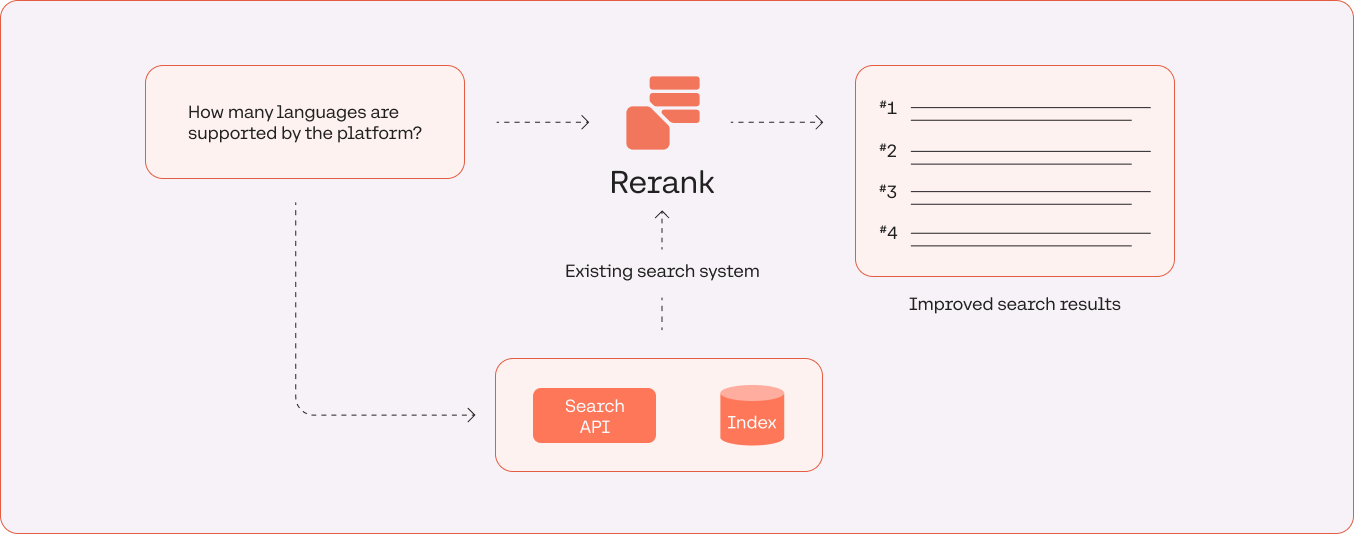 How many languages are
supported by the platform?
Rerank
Existing search system
Search
API
Index
#1
#2
#3
#4
Improved search results